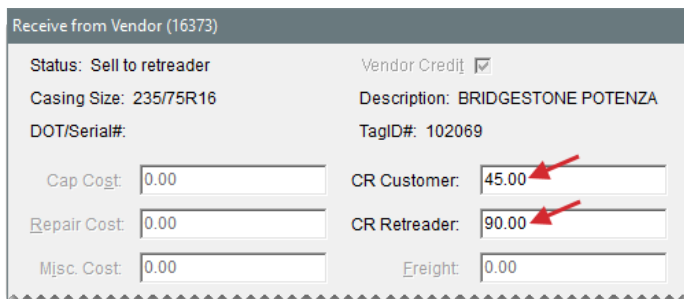 Receive from Vendor (16373)
Status: Sell to retreader Vendor Credit
Casing Size: 235/75R16 Description: BRIDGESTONE POTENZA
DOT/Serial#: TagID#: 102069
Cap Cost: 0.00 CR Customer: 45.00
Repair Cost: 0.00 CR Retreader: 90.00
Misc. Cost: 0.00 Freight: 0.00